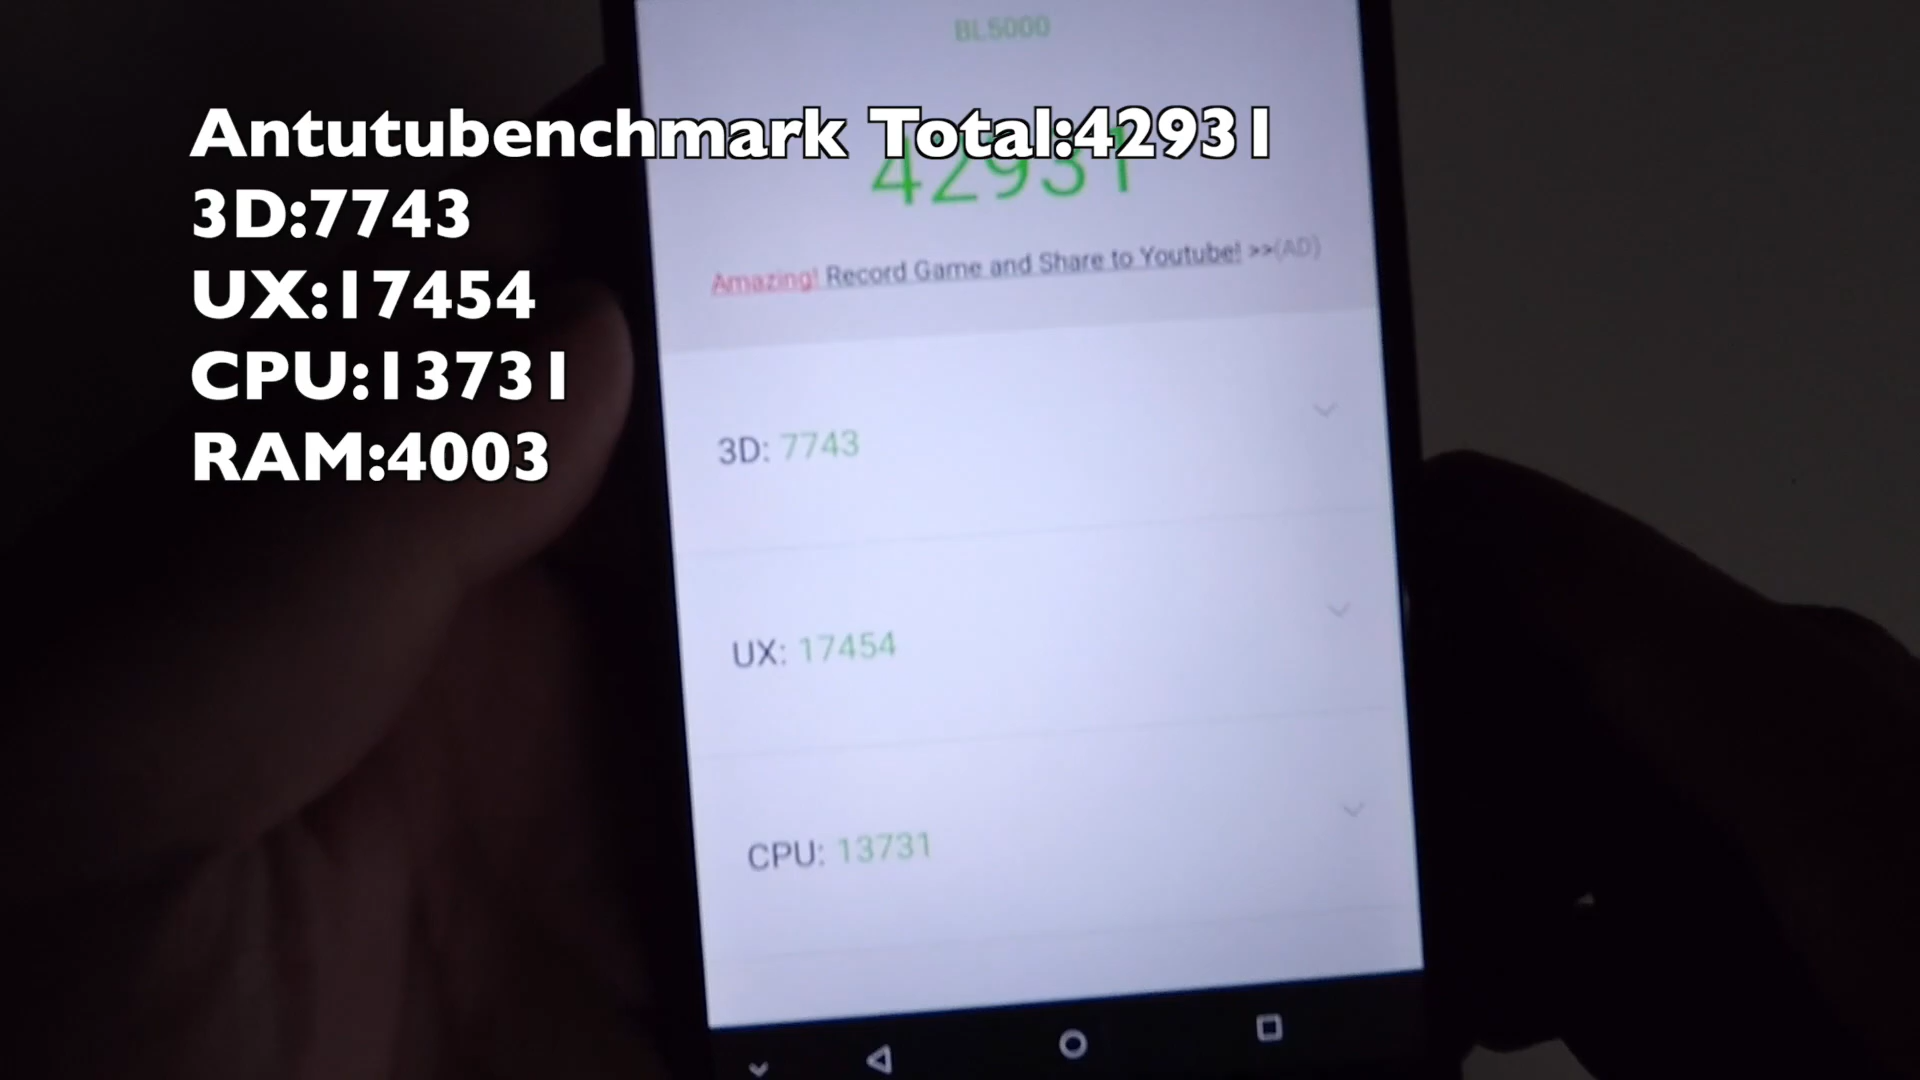 BL5000
Antutubenchmark Total:42931
42931
3D:7743
UX:17454
CPU:13731
RAM:4003
Amazing! Record Game and Share to Youtube! >>(AD)
3D: 7743
UX: 17454
CPU: 13731